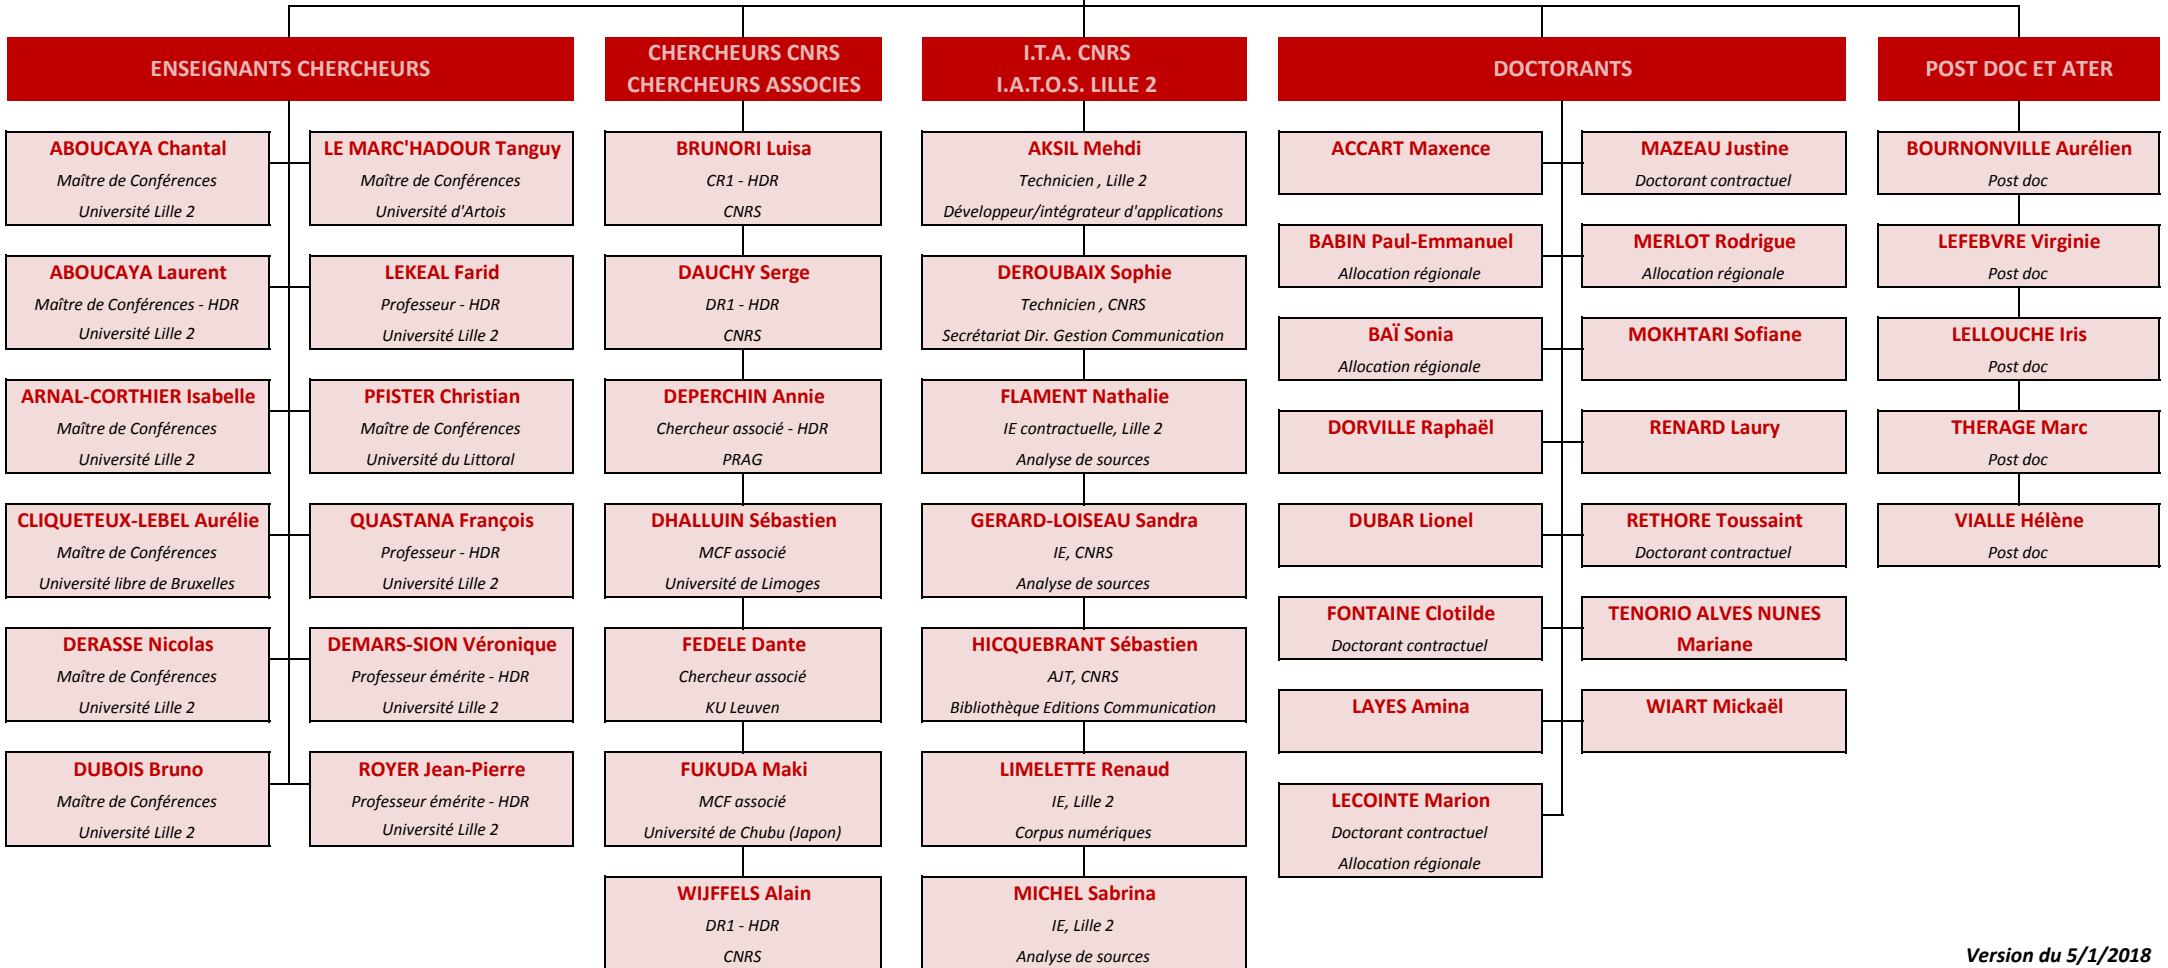 ENSEIGNANTS CHERCHEURS
ABOUCAYA Chantal
Maître de Conférences
Université Lille 2
LE MARC'HADOUR Tanguy
Maître de Conférences
Université d'Artois
ABOUCAYA Laurent
Maître de Conférences - HDR
Université Lille 2
LEKEAL Farid
Professeur - HDR
Université Lille 2
ARNAL-CORTHIER Isabelle
Maître de Conférences
Université Lille 2
PFISTER Christian
Maître de Conférences
Université du Littoral
CLIQUETEUX-LEBEL Aurélie
Maître de Conférences
Université libre de Bruxelles
QUASTANA François
Professeur - HDR
Université Lille 2
DERASSE Nicolas
Maître de Conférences
Université Lille 2
DEMARS-SION Véronique
Professeur émérite - HDR
Université Lille 2
DUBOIS Bruno
Maître de Conférences
Université Lille 2
ROYER Jean-Pierre
Professeur émérite - HDR
Université Lille 2
CHERCHEURS CNRS
CHERCHEURS ASSOCIES
BRUNORI Luisa
CR1 - HDR
CNRS
DAUCHY Serge
DR1 - HDR
CNRS
DEPERCHIN Annie
Chercheur associé - HDR
PRAG
DHALLUIN Sébastien
MCF associé
Université de Limoges
FEDELE Dante
Chercheur associé
KU Leuven
FUKUDA Maki
MCF associé
Université de Chubu (Japon)
WIJFFELS Alain
DR1 - HDR
CNRS
I.T.A. CNRS
I.A.T.O.S. LILLE 2
AKSIL Mehdi
Technicien , Lille 2
Développeur/intégrateur d'applications
DEROUBAIX Sophie
Technicien , CNRS
Secrétariat Dir. Gestion Communication
FLAMENT Nathalie
IE contractuelle, Lille 2
Analyse de sources
GERARD-LOISEAU Sandra
IE, CNRS
Analyse de sources
HICQUEBRANT Sébastien
AJT, CNRS
Bibliothèque Editions Communication
LIMELETTE Renaud
IE, Lille 2
Corpus numériques
MICHEL Sabrina
IE, Lille 2
Analyse de sources
DOCTORANTS
ACCART Maxence
MAZEAU Justine
Doctorant contractuel
BABIN Paul-Emmanuel
Allocation régionale
MERLOT Rodrigue
Allocation régionale
BAÏ Sonia
Allocation régionale
MOKHTARI Sofiane
DORVILLE Raphaël
RENARD Laury
DUBAR Lionel
RETHORE Toussaint
Doctorant contractuel
FONTAINE Clotilde
Doctorant contractuel
TENORIO ALVES NUNES
Mariane
LAYES Amina
WIART Mickaël
LECOINTE Marion
Doctorant contractuel
Allocation régionale
POST DOC ET ATER
BOURNONVILLE Aurélien
Post doc
LEFEBVRE Virginie
Post doc
LELLOUCHE Iris
Post doc
THERAGE Marc
Post doc
VIALLE Hélène
Post doc
Version du 5/1/2018